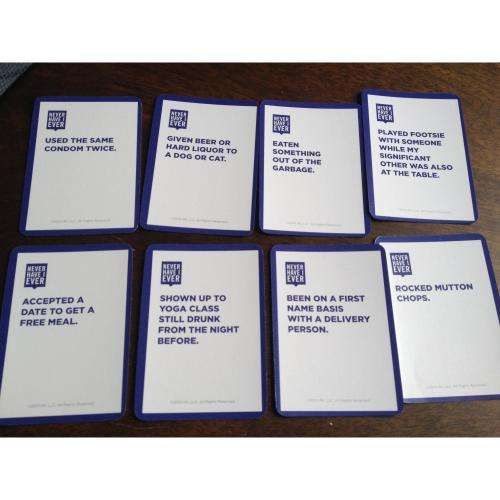 NEVER
HAVE I
EVER
USED THE SAME
CONDOM TWICE.
NEVER
HAVE I
EVER
GIVEN BEER OR
HARD LIQUOR TO
A DOG OR CAT.
NEVER
HAVE I
EVER
EATEN
SOMETHING
OUT OF THE
GARBAGE.
NEVER
HAVE I
EVER
PLAYED FOOTSIE
WITH SOMEONE
WHILE MY
SIGNIFICANT
OTHER WAS ALSO
AT THE TABLE.
NEVER
HAVE I
EVER
ACCEPTED A
DATE TO GET A
FREE MEAL.
NEVER
HAVE I
EVER
SHOWN UP TO
YOGA CLASS
STILL DRUNK
FROM THE NIGHT
BEFORE.
NEVER
HAVE I
EVER
BEEN ON A FIRST
NAME BASIS
WITH A DELIVERY
PERSON.
NEVER
HAVE I
EVER
ROCKED MUTTON
CHOPS.